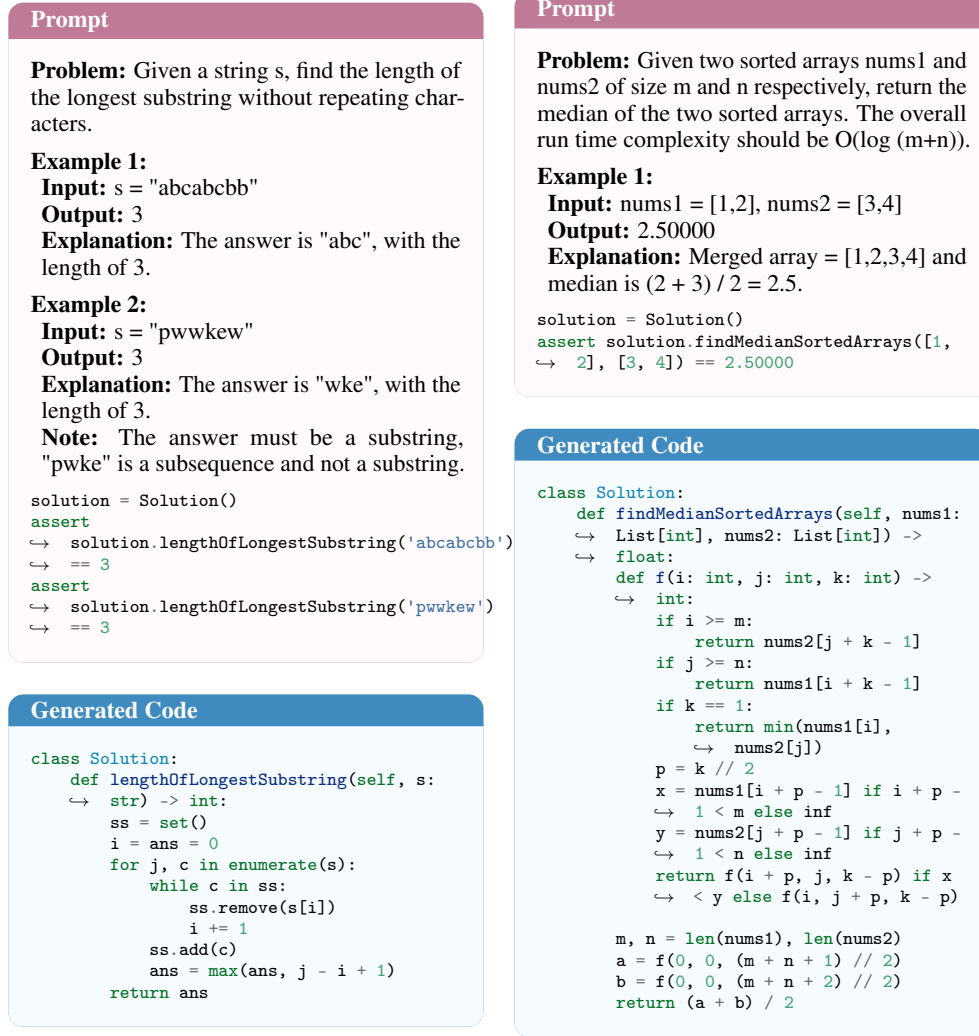 Prompt
Problem: Given a string s, find the length of
the longest substring without repeating char-
acters.
Example 1:
Input: s = "abcabcbb"
Output: 3
Explanation: The answer is "abc", with the
length of 3.
Example 2:
Input: s = "pwwkew"
Output: 3
Explanation: The answer is "wke", with the
length of 3.
Note: The answer must be a substring,
"pwke" is a subsequence and not a substring.
solution = Solution()
assert
↪ solution.lengthOfLongestSubstring('abcabcbb')
↪ == 3
assert
↪ solution.lengthOfLongestSubstring('pwwkew')
↪ == 3
Generated Code
class Solution:
    def lengthOfLongestSubstring(self, s:
    ↪ str) -> int:
        ss = set()
        i = ans = 0
        for j, c in enumerate(s):
            while c in ss:
                ss.remove(s[i])
                i += 1
            ss.add(c)
            ans = max(ans, j - i + 1)
        return ans
Prompt
Problem: Given two sorted arrays nums1 and
nums2 of size m and n respectively, return the
median of the two sorted arrays. The overall
run time complexity should be O(log (m+n)).
Example 1:
Input: nums1 = [1,2], nums2 = [3,4]
Output: 2.50000
Explanation: Merged array = [1,2,3,4] and
median is (2 + 3) / 2 = 2.5.
solution = Solution()
assert solution.findMedianSortedArrays([1,
↪ 2], [3, 4]) == 2.50000
Generated Code
class Solution:
    def findMedianSortedArrays(self, nums1:
    ↪ List[int], nums2: List[int]) ->
    ↪ float:
        def f(i: int, j: int, k: int) ->
        ↪ int:
            if i >= m:
                return nums2[j + k - 1]
            if j >= n:
                return nums1[i + k - 1]
            if k == 1:
                return min(nums1[i],
                ↪ nums2[j])
            p = k // 2
            x = nums1[i + p - 1] if i + p -
            ↪ 1 < m else inf
            y = nums2[j + p - 1] if j + p -
            ↪ 1 < n else inf
            return f(i + p, j, k - p) if x
            ↪ < y else f(i, j + p, k - p)
        m, n = len(nums1), len(nums2)
        a = f(0, 0, (m + n + 1) // 2)
        b = f(0, 0, (m + n + 2) // 2)
        return (a + b) / 2